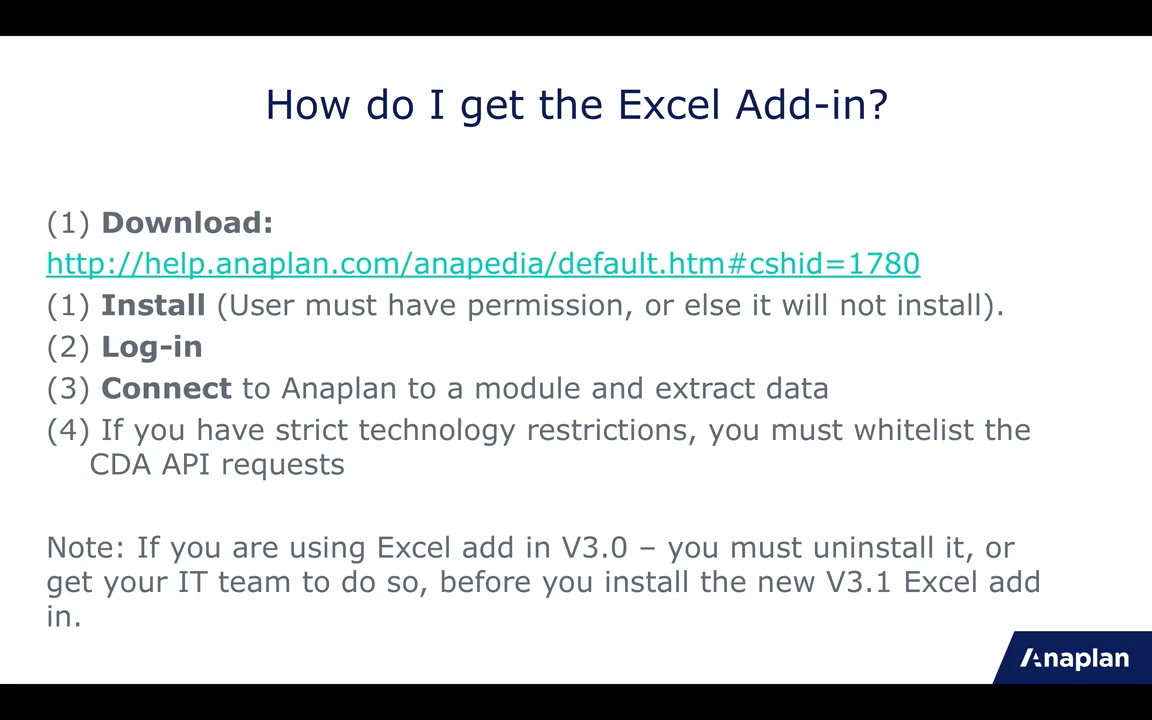 How do I get the Excel Add-in?
(1) Download:
http://help.anaplan.com/anapedia/default.htm#cshid=1780
(1) Install (User must have permission, or else it will not install).
(2) Log-in
(3) Connect to Anaplan to a module and extract data
(4) If you have strict technology restrictions, you must whitelist the
CDA API requests
Note: If you are using Excel add in V3.0 – you must uninstall it, or
get your IT team to do so, before you install the new V3.1 Excel add
in.
Anaplan